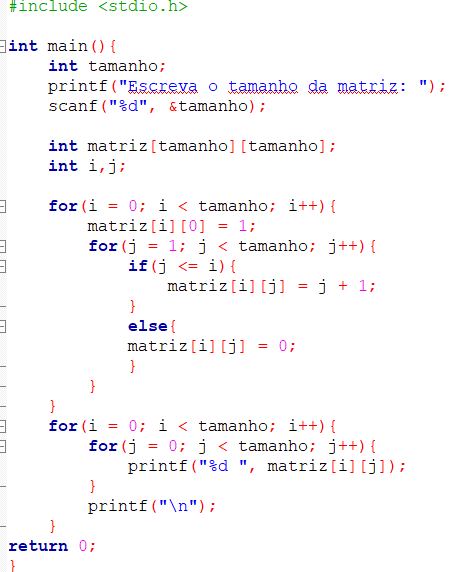 #include <stdio.h>
int main(){
int tamanho;
printf("Escreva o tamanho da matriz: ");
scanf("%d", &tamanho);
int matriz[tamanho][tamanho];
int i,j;
for(i = 0; i < tamanho; i++){
matriz[i][0] = 1;
for(j = 1; j < tamanho; j++){
if(j <= i){
matriz[i][j] = j + 1;
}
else{
matriz[i][j] = 0;
}
}
}
for(i = 0; i < tamanho; i++){
for(j = 0; j < tamanho; j++){
printf("%d ", matriz[i][j]);
}
printf("\n");
}
return 0;
}